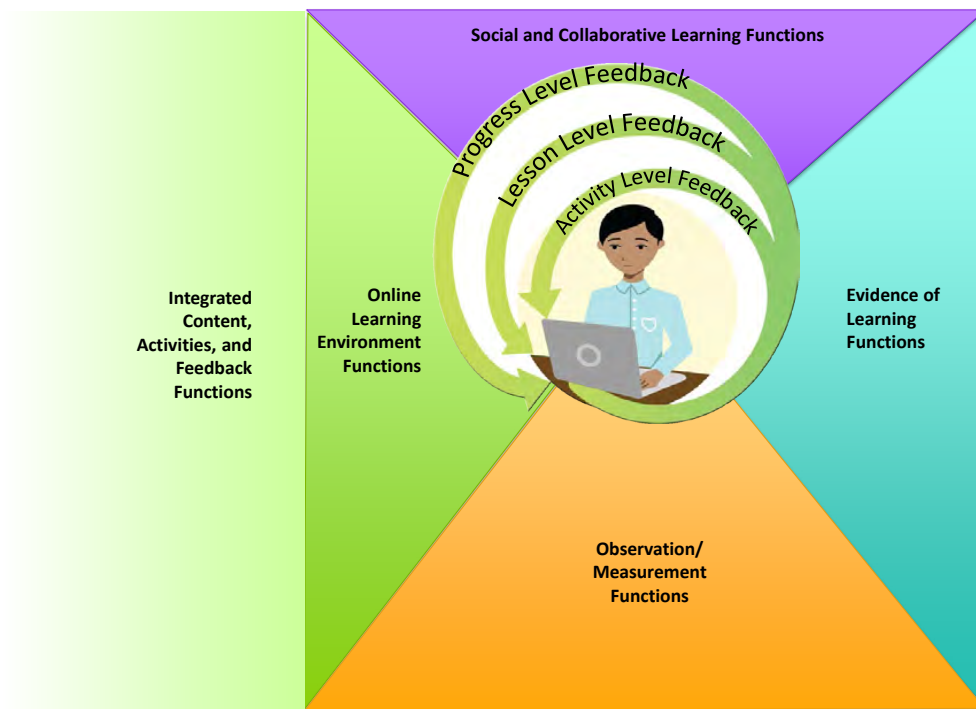 Social and Collaborative Learning Functions
Progress Level Feedback
Lesson Level Feedback
Activity Level Feedback
Integrated
Content,
Activities, and
Feedback
Functions
Online
Learning
Environment
Functions
Evidence of
Learning
Functions
Observation/
Measurement
Functions